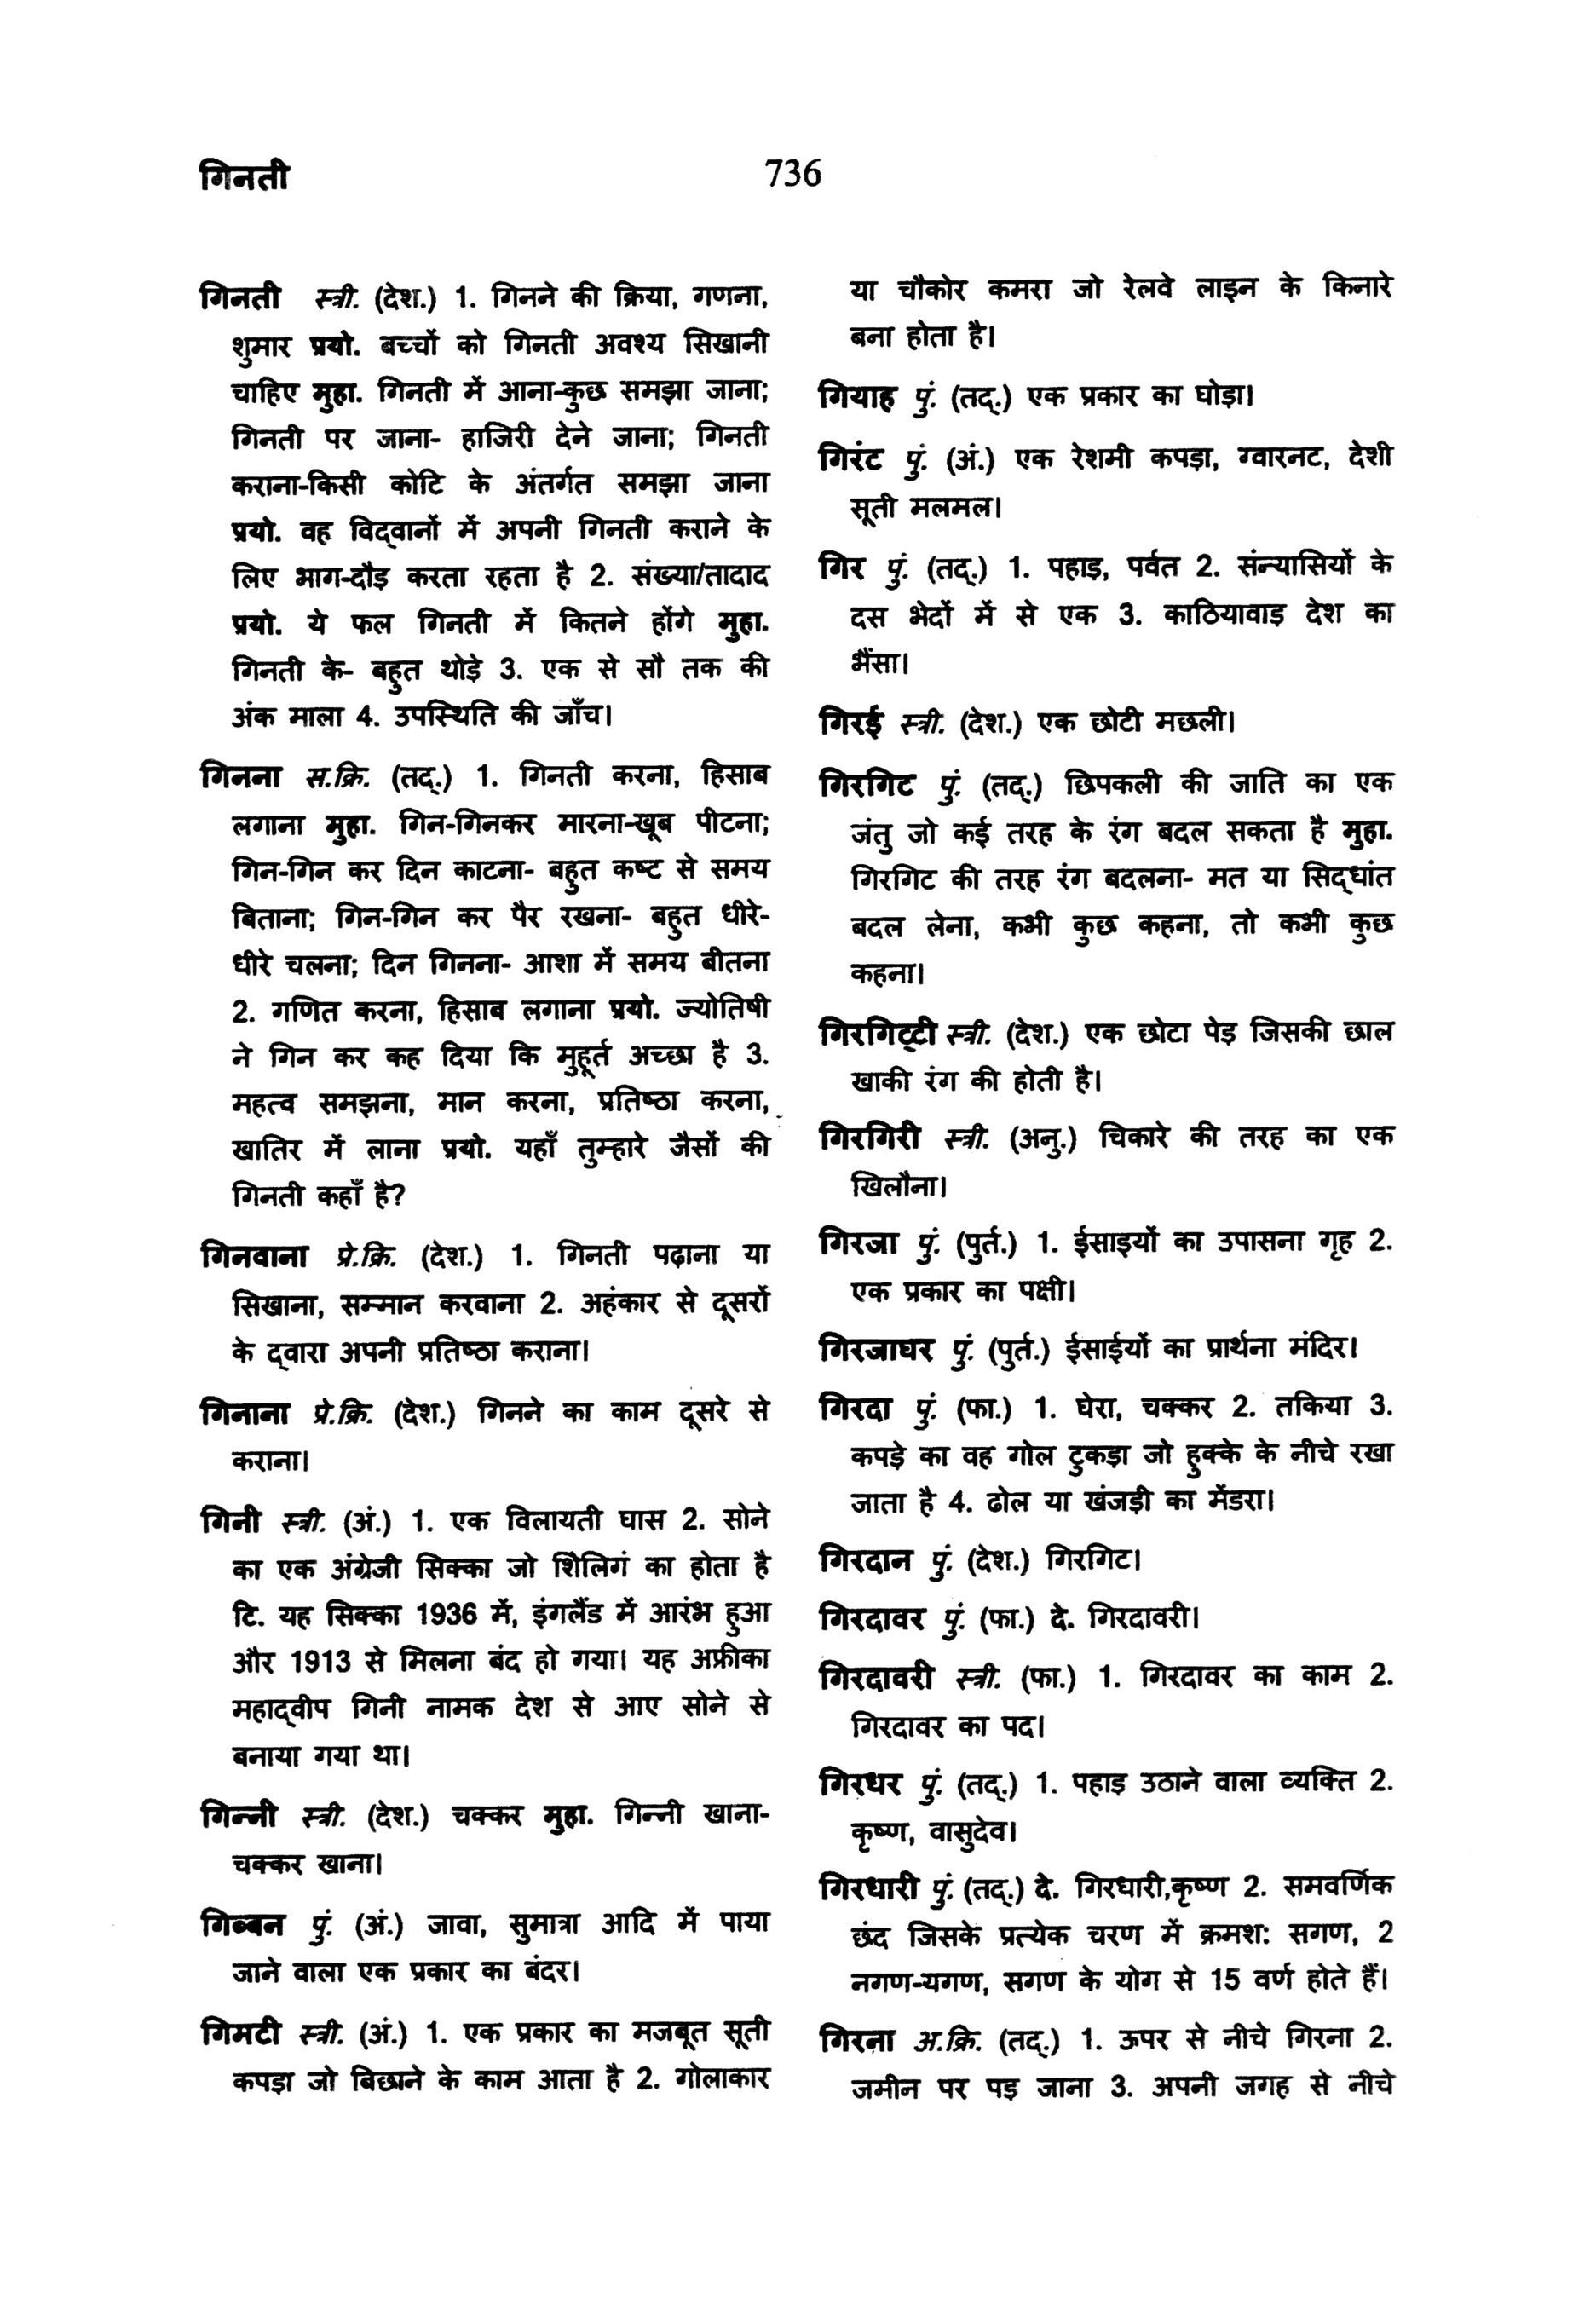 गिनती
736
गिनती स्त्री. (देश.) 1. गिनने की क्रिया, गणना,
शुमार प्रयो. बच्चों को गिनती अवश्य सिखानी
चाहिए मुहा. गिनती में आना-कुछ समझा जाना;
गिनती पर जाना- हाजिरी देने जाना; गिनती
कराना-किसी कोटि के अंतर्गत समझा जाना
प्रयो. वह विद्वानों में अपनी गिनती कराने के
लिए भाग-दौड़ करता रहता है 2. संख्या/तादाद
प्रयो. ये फल गिनती में कितने होंगे मुहा.
गिनती के- बहुत थोड़े 3. एक से सौ तक की
अंक माला 4. उपस्थिति की जाँच।
गिनना स.क्रि. (तद्.) 1. गिनती करना, हिसाब
लगाना मुहा. गिन-गिनकर मारना-खूब पीटना;
गिन-गिन कर दिन काटना- बहुत कष्ट से समय
बिताना; गिन-गिन कर पैर रखना- बहुत धीरे-
धीरे चलना; दिन गिनना- आशा में समय बीतना
2. गणित करना, हिसाब लगाना प्रयो. ज्योतिषी
ने गिन कर कह दिया कि मुहूर्त अच्छा है 3.
महत्व समझना, मान करना, प्रतिष्ठा करना,
खातिर में लाना प्रयो. यहाँ तुम्हारे जैसों की
गिनती कहाँ है?
गिनवाना प्रे.क्रि. (देश.) 1. गिनती पढ़ाना या
सिखाना, सम्मान करवाना 2. अहंकार से दूसरों
के द्वारा अपनी प्रतिष्ठा कराना।
गिनाना प्रे.क्रि. (देश.) गिनने का काम दूसरे से
कराना।
गिनी स्त्री. (अं.) 1. एक विलायती घास 2. सोने
का एक अंग्रेजी सिक्का जो शिलिगं का होता है
टि. यह सिक्का 1936 में, इंगलैंड में आरंभ हुआ
और 1913 से मिलना बंद हो गया। यह अफ्रीका
महाद्वीप गिनी नामक देश से आए सोने से
बनाया गया था।
गिन्नी स्त्री. (देश.) चक्कर मुहा. गिन्नी खाना-
चक्कर खाना।
गिब्बन पुं. (अं.) जावा, सुमात्रा आदि में पाया
जाने वाला एक प्रकार का बंदर।
गिमटी स्त्री. (अं.) 1. एक प्रकार का मजबूत सूती
कपड़ा जो बिछाने के काम आता है 2. गोलाकार
या चौकोर कमरा जो रेलवे लाइन के किनारे
बना होता है।
गियाह पुं. (तद्.) एक प्रकार का घोड़ा।
गिरंट पुं. (अं.) एक रेशमी कपड़ा, ग्वारनट, देशी
सूती मलमल।
गिर पुं. (तद्.) 1. पहाड़, पर्वत 2. संन्यासियों के
दस भेदों में से एक 3. काठियावाड़ देश का
भैंसा।
गिरई स्त्री. (देश.) एक छोटी मछली।
गिरगिट पुं. (तद्.) छिपकली की जाति का एक
जंतु जो कई तरह के रंग बदल सकता है मुहा.
गिरगिट की तरह रंग बदलना- मत या सिद्धांत
बदल लेना, कभी कुछ कहना, तो कभी कुछ
कहना।
गिरगिट्टी स्त्री. (देश.) एक छोटा पेड़ जिसकी छाल
खाकी रंग की होती है।
गिरगिरी स्त्री. (अनु.) चिकारे की तरह का एक
खिलौना।
गिरजा पुं. (पुर्त.) 1. ईसाइयों का उपासना गृह 2.
एक प्रकार का पक्षी।
गिरजाघर पुं. (पुर्त.) ईसाईयों का प्रार्थना मंदिर।
गिरदा पुं. (फा.) 1. घेरा, चक्कर 2. तकिया 3.
कपड़े का वह गोल टुकड़ा जो हुक्के के नीचे रखा
जाता है 4. ढोल या खंजड़ी का मेंडरा।
गिरदान पुं. (देश.) गिरगिट।
गिरदावर पुं. (फा.) दे. गिरदावरी।
गिरदावरी स्त्री. (फा.) 1. गिरदावर का काम 2.
गिरदावर का पद।
गिरधर पुं. (तद्.) 1. पहाड़ उठाने वाला व्यक्ति 2.
कृष्ण, वासुदेव।
गिरधारी पुं. (तद्.) दे. गिरधारी,कृष्ण 2. समवर्णिक
छंद जिसके प्रत्येक चरण में क्रमश: सगण, 2
नगण-यगण, सगण के योग से 15 वर्ण होते हैं।
गिरना अ.क्रि. (तद्.) 1. ऊपर से नीचे गिरना 2.
जमीन पर पड़ जाना 3. अपनी जगह से नीचे